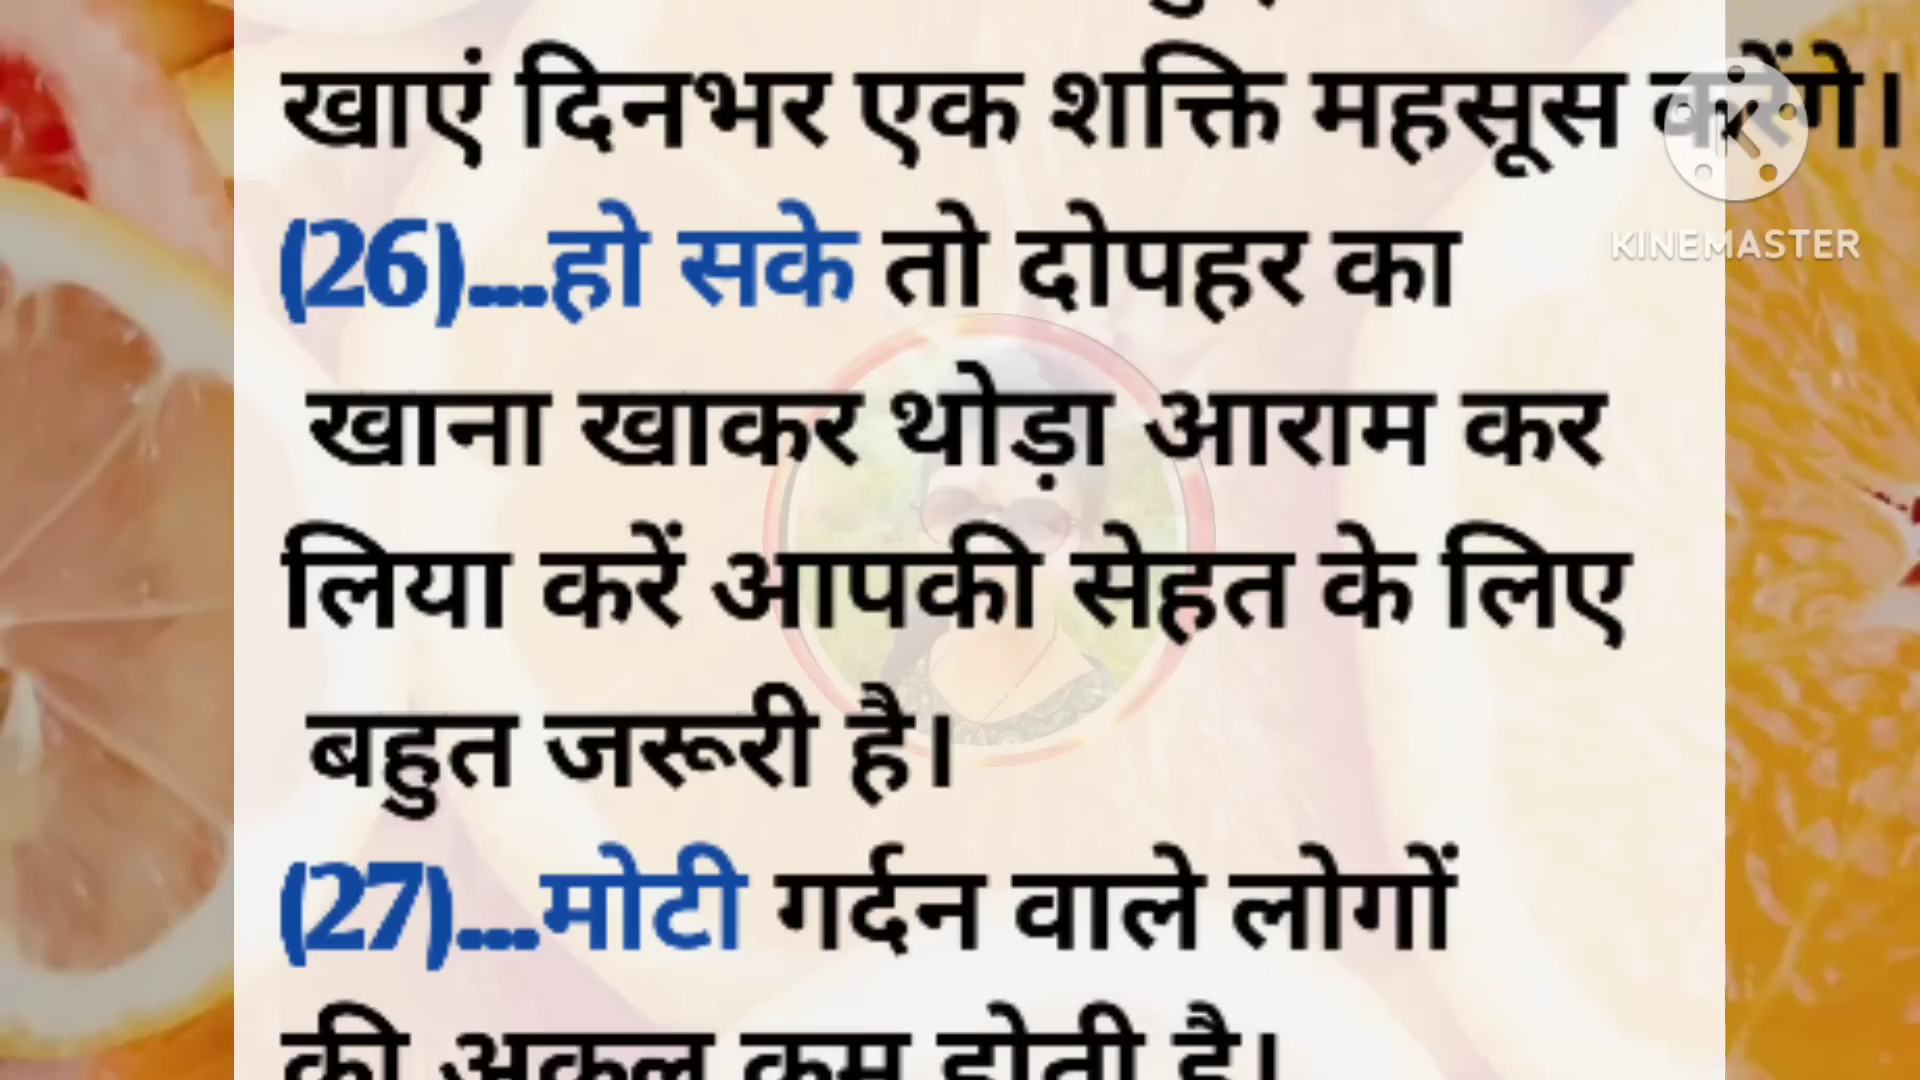 खाएं दिनभर एक शक्ति महसूस करेंगे।
(26)...हो सके तो दोपहर का
KINEMASTER
खाना खाकर थोड़ा आराम कर
लिया करें आपकी सेहत के लिए
बहुत जरूरी है।
(27)...मोटी गर्दन वाले लोगों
की अकल कम होती है।